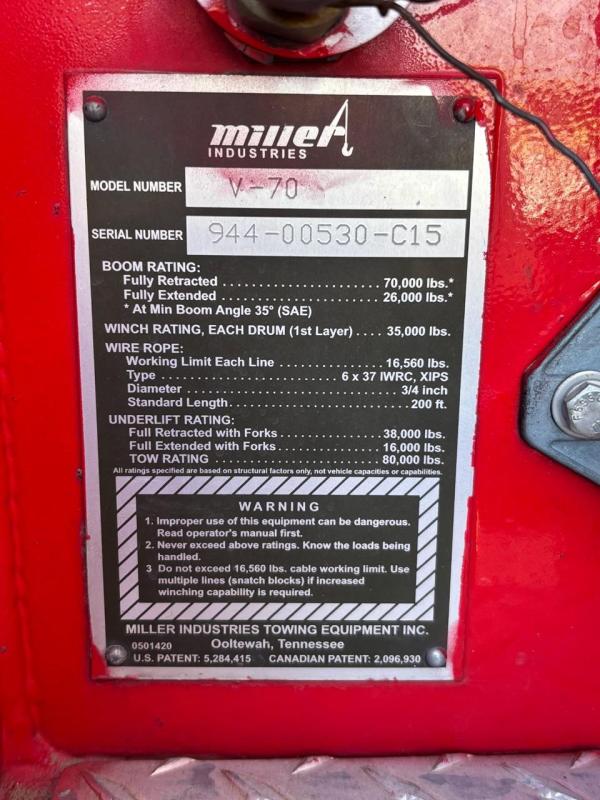 miller
INDUSTRIES
MODEL NUMBER V-70
SERIAL NUMBER 944-00530-C15
BOOM RATING:
Fully Retracted ....................... 70,000 lbs.*
Fully Extended ....................... 26,000 lbs.*
* At Min Boom Angle 35° (SAE)
WINCH RATING, EACH DRUM (1st Layer) .... 35,000 lbs.
WIRE ROPE:
Working Limit Each Line ............... 16,560 lbs.
Type .......................... 6 x 37 IWRC, XIPS
Diameter ............................ 3/4 inch
Standard Length....................... 200 ft.
UNDERLIFT RATING:
Full Retracted with Forks ................ 38,000 lbs.
Full Extended with Forks ................ 16,000 lbs.
TOW RATING ......................... 80,000 lbs.
All ratings specified are based on structural factors only, not vehicle capacities or capabilities.
WARNING
1. Improper use of this equipment can be dangerous.
Read operator's manual first.
2. Never exceed above ratings. Know the loads being
handled.
3 Do not exceed 16,560 lbs. cable working limit. Use
multiple lines (snatch blocks) if increased
winching capability is required.
MILLER INDUSTRIES TOWING EQUIPMENT INC.
0501420 Ooltewah, Tennessee
U.S. PATENT: 5,284,415 CANADIAN PATENT: 2,096,930